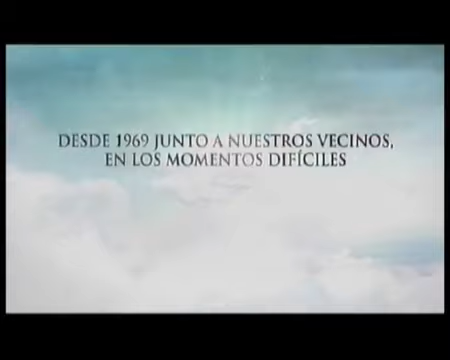 DESDE 1969 JUNTO A NUESTROS VECINOS,
EN LOS MOMENTOS DIFÍCILES